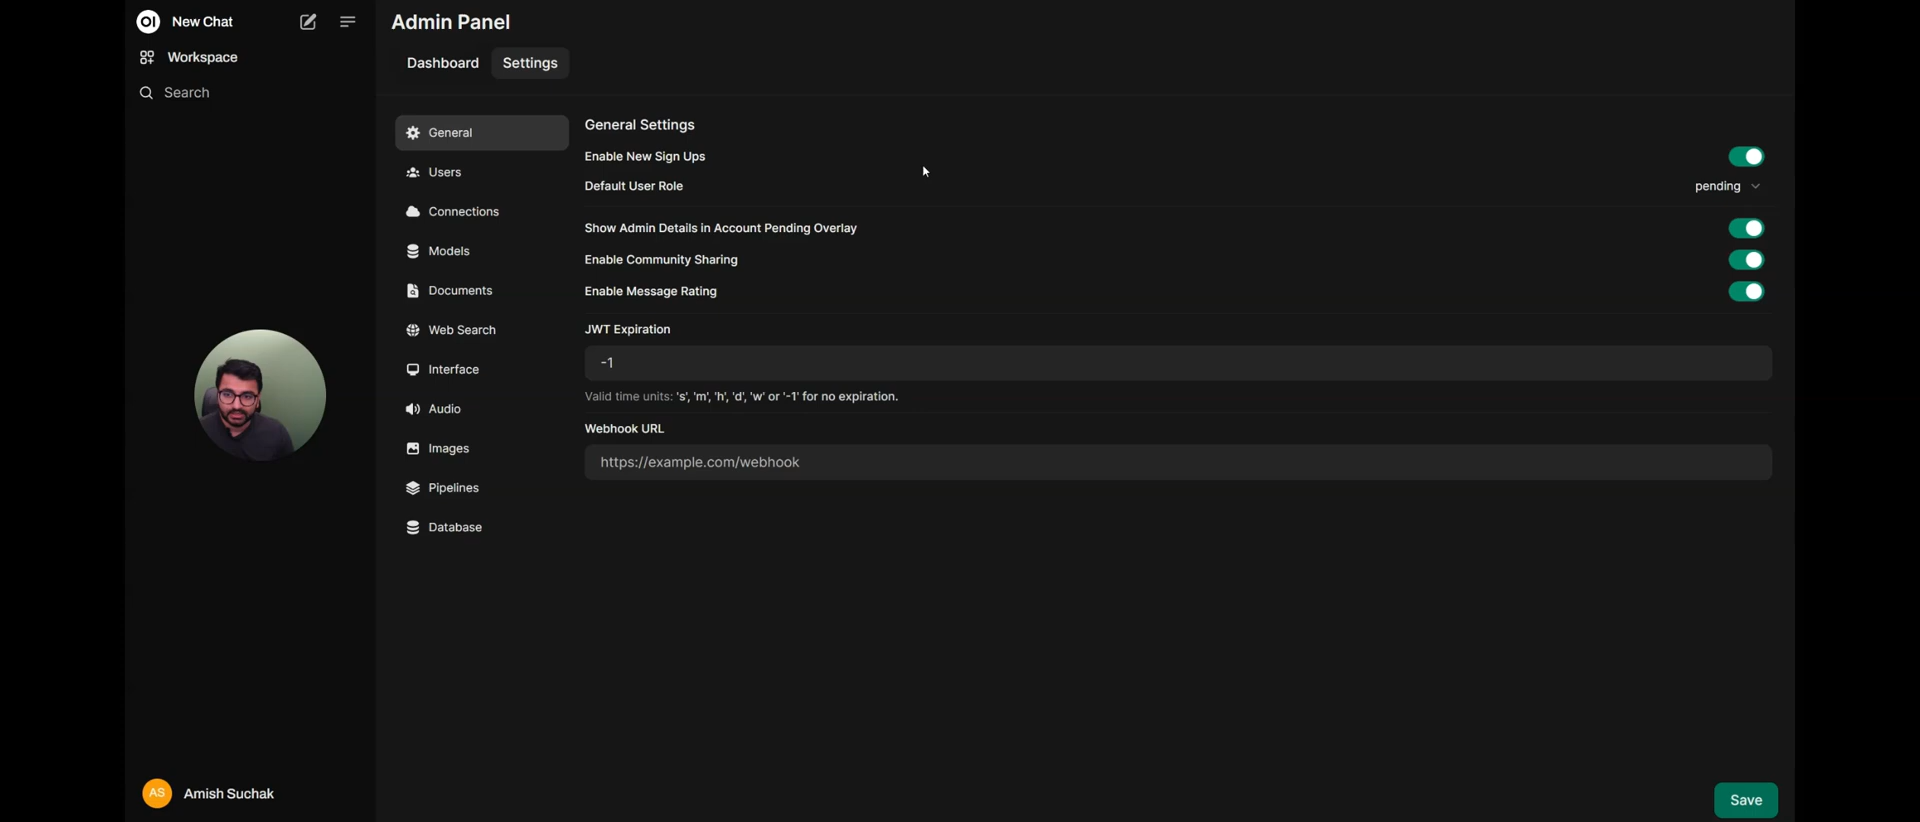 OI New Chat
Workspace
Search
AS Amish Suchak
Admin Panel
Dashboard Settings
General
Users
Connections
Models
Documents
Web Search
Interface
Audio
Images
Pipelines
Database
General Settings
Enable New Sign Ups
Default User Role pending
Show Admin Details in Account Pending Overlay
Enable Community Sharing
Enable Message Rating
JWT Expiration
-1
Valid time units: 's', 'm', 'h', 'd', 'w' or '-1' for no expiration.
Webhook URL
https://example.com/webhook
Save